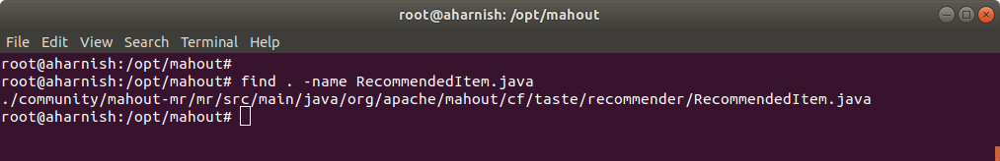 root@aharnish: /opt/mahout
File Edit View Search Terminal Help
root@aharnish:/opt/mahout#
root@aharnish:/opt/mahout# find . -name RecommendedItem.java
./community/mahout-mr/mr/src/main/java/org/apache/mahout/cf/taste/recommender/RecommendedItem.java
root@aharnish:/opt/mahout#